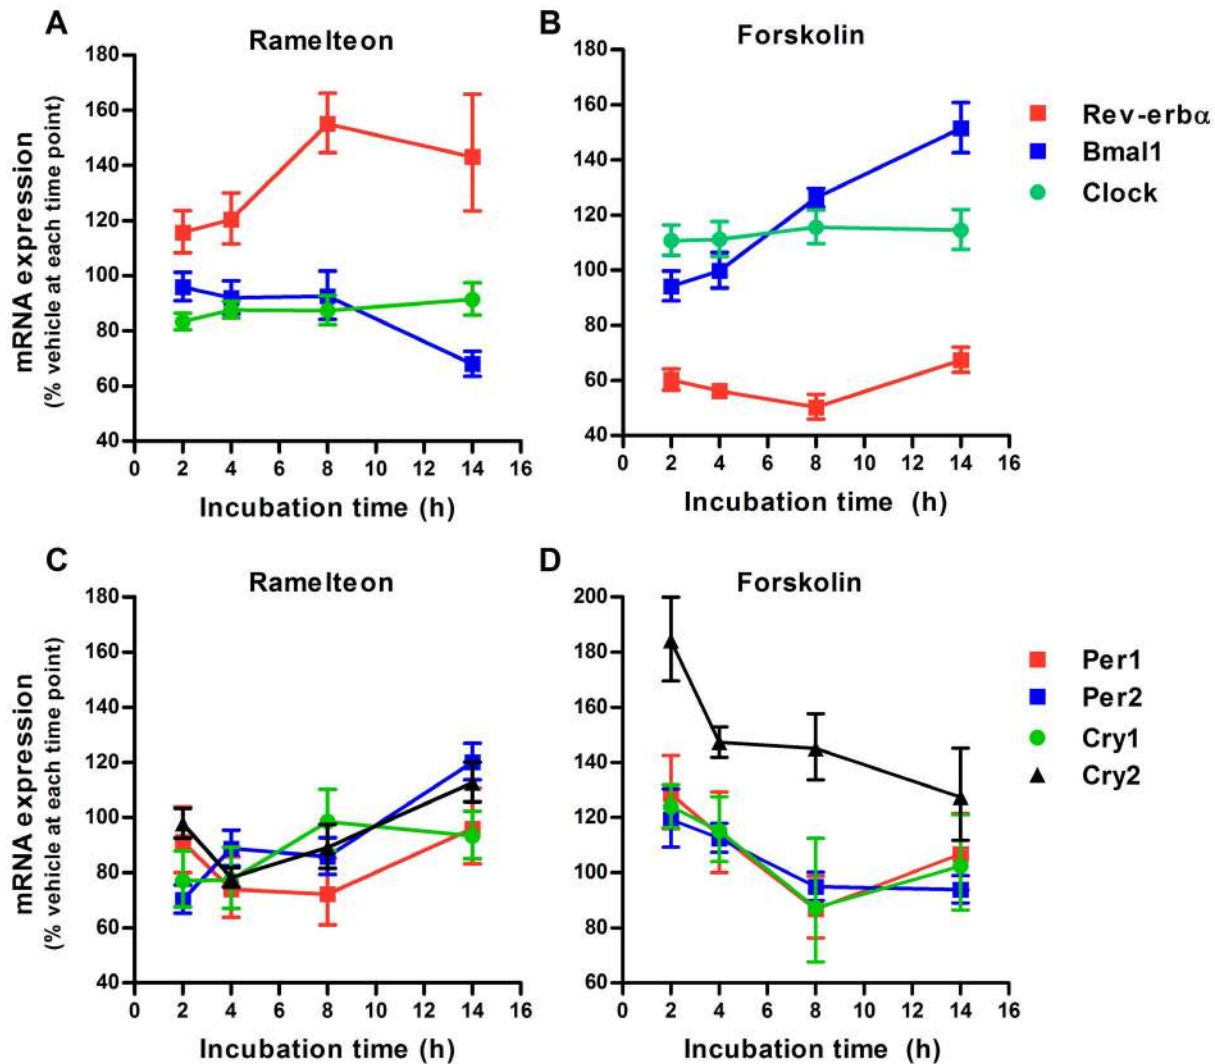 A
Ramelteon
180
160
140
120
100
80
60
40
0 2 4 6 8 10 12 14 16
mRNA expression
(% vehicle at each time point)
Incubation time (h)
B
Forskolin
180
160
140
120
100
80
60
40
0 2 4 6 8 10 12 14 16
Incubation time (h)
Rev-erbα
Bmal1
Clock
C
Ramelteon
180
160
140
120
100
80
60
40
0 2 4 6 8 10 12 14 16
mRNA expression
(% vehicle at each time point)
Incubation time (h)
D
Forskolin
200
180
160
140
120
100
80
60
0 2 4 6 8 10 12 14 16
Incubation time (h)
Per1
Per2
Cry1
Cry2